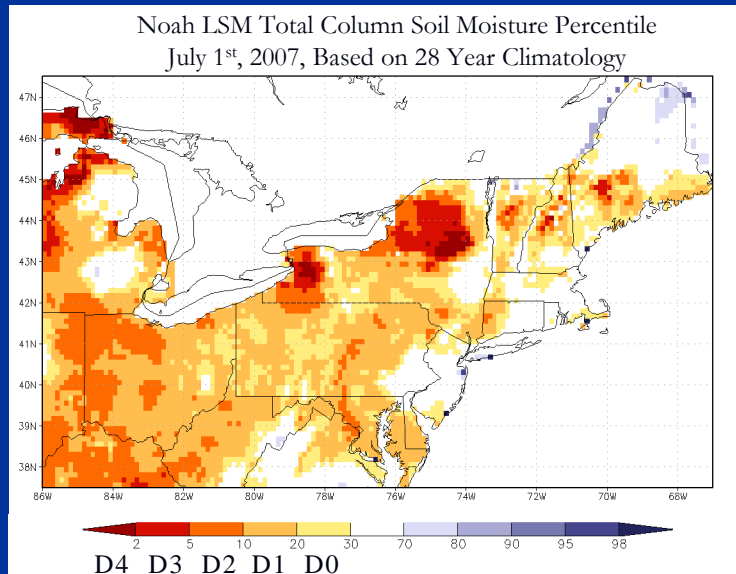 Noah LSM Total Column Soil Moisture Percentile
July 1st, 2007, Based on 28 Year Climatology
47N
46N
45N
44N
43N
42N
41N
40N
39N
38N
86W 84W 82W 80W 78W 76W 74W 72W 70W 68W
2 5 10 20 30 70 80 90 95 98
D4 D3 D2 D1 D0